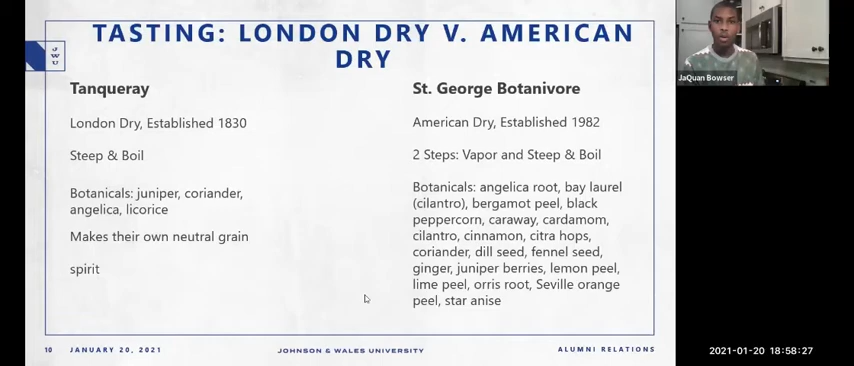 TASTING: LONDON DRY V. AMERICAN
DRY
JWU
Tanqueray
London Dry, Established 1830
Steep & Boil
Botanicals: juniper, coriander,
angelica, licorice
Makes their own neutral grain
spirit
St. George Botanivore
American Dry, Established 1982
2 Steps: Vapor and Steep & Boil
Botanicals: angelica root, bay laurel
(cilantro), bergamot peel, black
peppercorn, caraway, cardamom,
cilantro, cinnamon, citra hops,
coriander, dill seed, fennel seed,
ginger, juniper berries, lemon peel,
lime peel, orris root, Seville orange
peel, star anise
JaQuan Bowser
10 JANUARY 20, 2021
JOHNSON & WALES UNIVERSITY
ALUMNI RELATIONS
2021-01-20 18:58:27